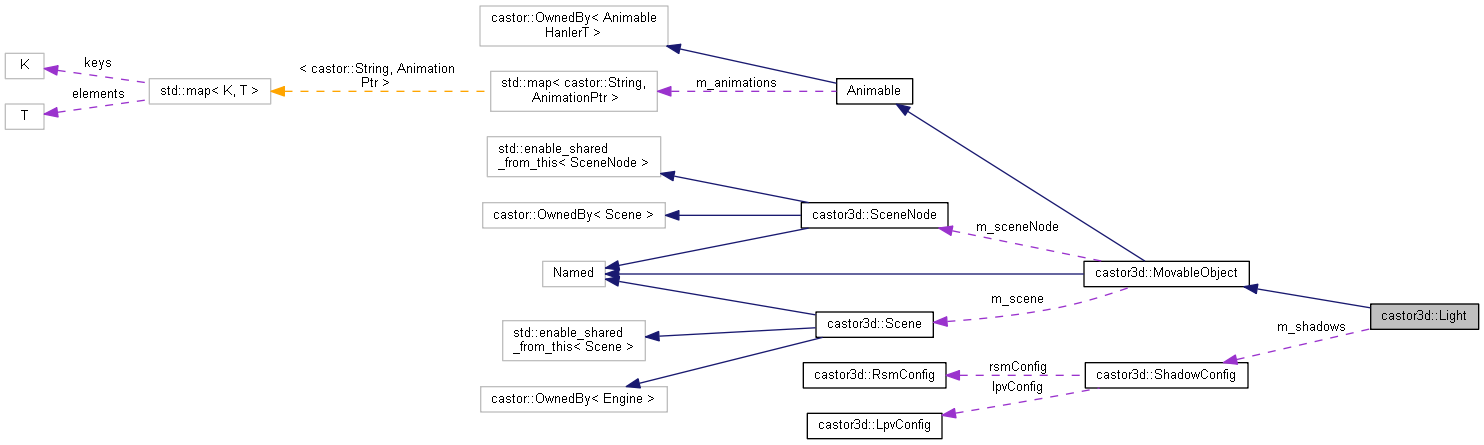 castor::OwnedBy< Animable
HanlerT >
K
keys
< castor::String, Animation
Ptr >
std::map< K, T >
elements
T
std::map< castor::String,
AnimationPtr >
m_animations
Animable
std::enable_shared
_from_this< SceneNode >
castor::OwnedBy< Scene >
castor3d::SceneNode
m_sceneNode
Named
castor3d::MovableObject
m_scene
castor3d::Scene
castor3d::Light
m_shadows
std::enable_shared
_from_this< Scene >
castor3d::RsmConfig
rsmConfig
castor3d::ShadowConfig
lpvConfig
castor::OwnedBy< Engine >
castor3d::LpvConfig